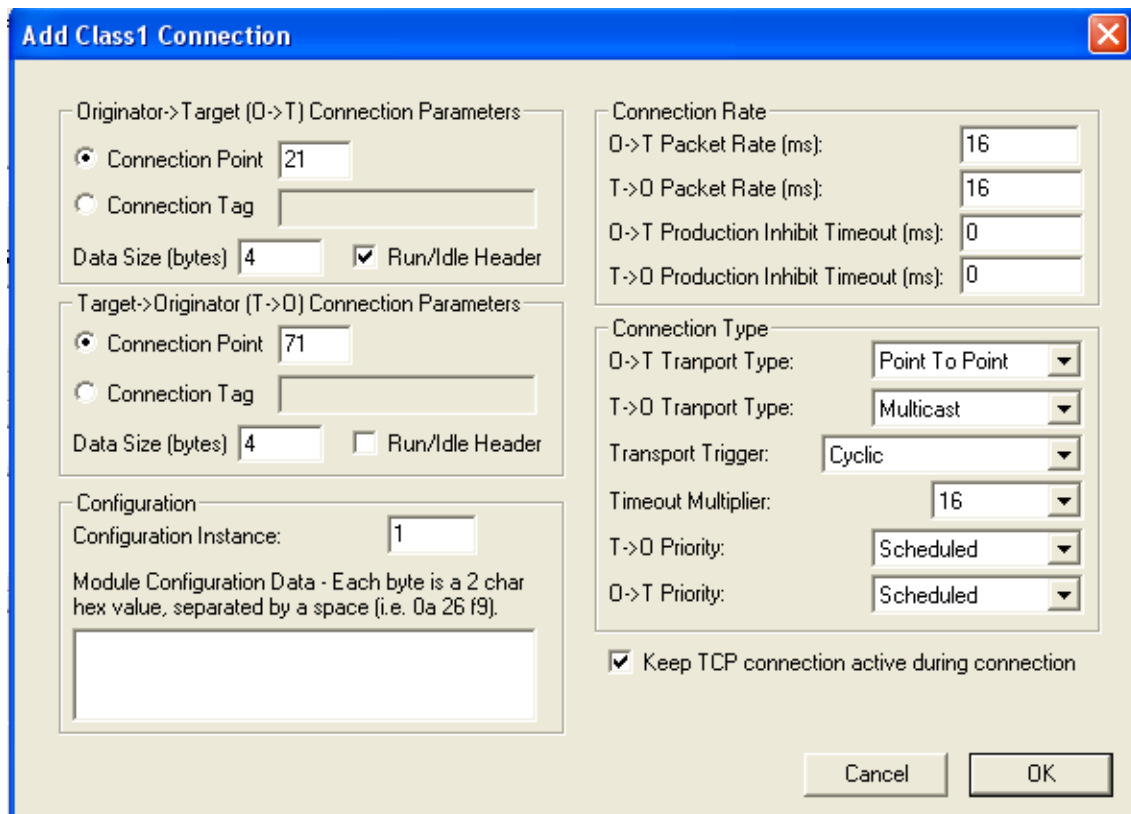 Add Class1 Connection
Originator->Target (O->T) Connection Parameters
Connection Point 21
Connection Tag
Data Size (bytes) 4 Run/Idle Header
Target->Originator (T->O) Connection Parameters
Connection Point 71
Connection Tag
Data Size (bytes) 4 Run/Idle Header
Configuration
Configuration Instance: 1
Module Configuration Data - Each byte is a 2 char
hex value, separated by a space (i.e. 0a 26 f9).
Connection Rate
O->T Packet Rate (ms): 16
T->O Packet Rate (ms): 16
O->T Production Inhibit Timeout (ms): 0
T->O Production Inhibit Timeout (ms): 0
Connection Type
O->T Tranport Type: Point To Point
T->O Tranport Type: Multicast
Transport Trigger: Cyclic
Timeout Multiplier: 16
T->O Priority: Scheduled
O->T Priority: Scheduled
Keep TCP connection active during connection
Cancel OK